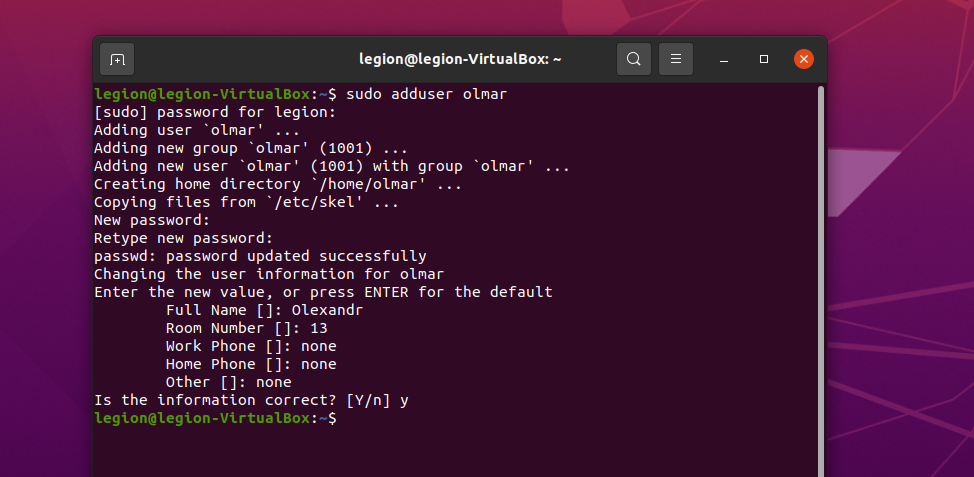 legion@legion-VirtualBox: ~
legion@legion-VirtualBox:~$ sudo adduser olmar
[sudo] password for legion:
Adding user `olmar' ...
Adding new group `olmar' (1001) ...
Adding new user `olmar' (1001) with group `olmar' ...
Creating home directory `/home/olmar' ...
Copying files from `/etc/skel' ...
New password:
Retype new password:
passwd: password updated successfully
Changing the user information for olmar
Enter the new value, or press ENTER for the default
        Full Name []: Olexandr
        Room Number []: 13
        Work Phone []: none
        Home Phone []: none
        Other []: none
Is the information correct? [Y/n] y
legion@legion-VirtualBox:~$